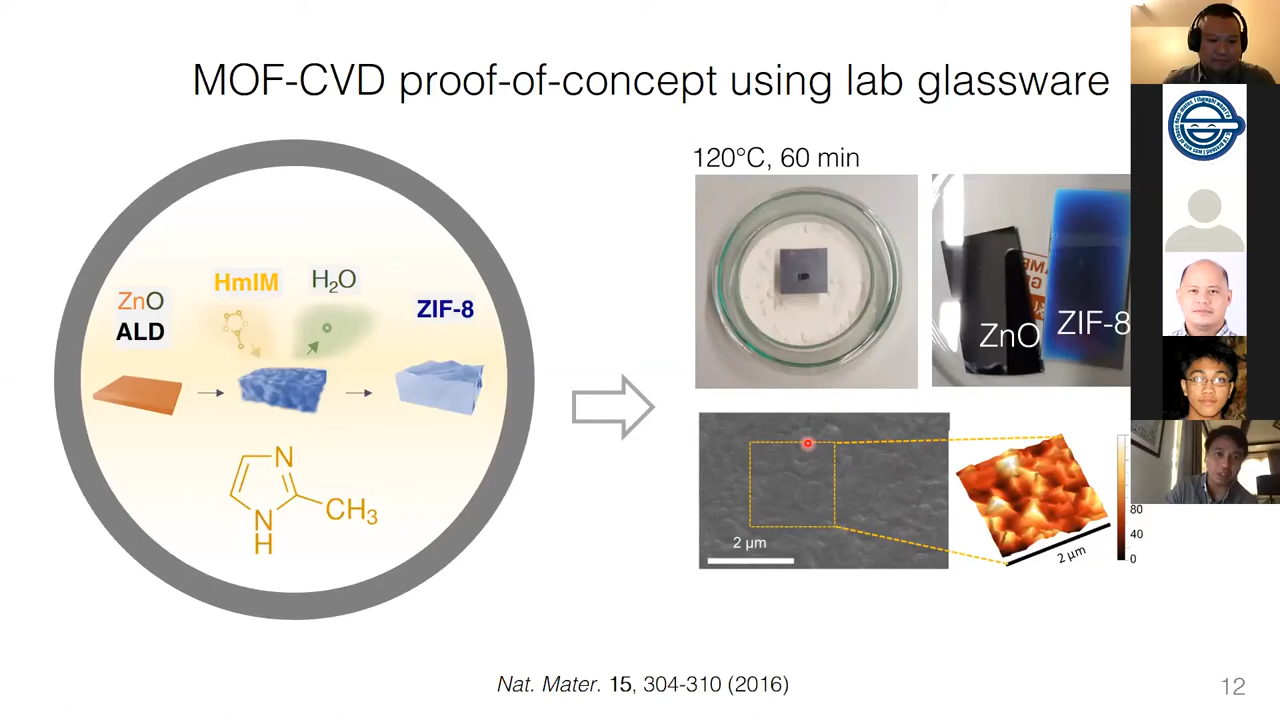 MOF-CVD proof-of-concept using lab glassware
120°C, 60 min
ZnO
ALD
HmIM
H₂O
ZIF-8
N
N
H
CH₃
ZnO
ZIF-8
2 µm
2 µm
80
40
0
Nat. Mater. 15, 304-310 (2016)
12